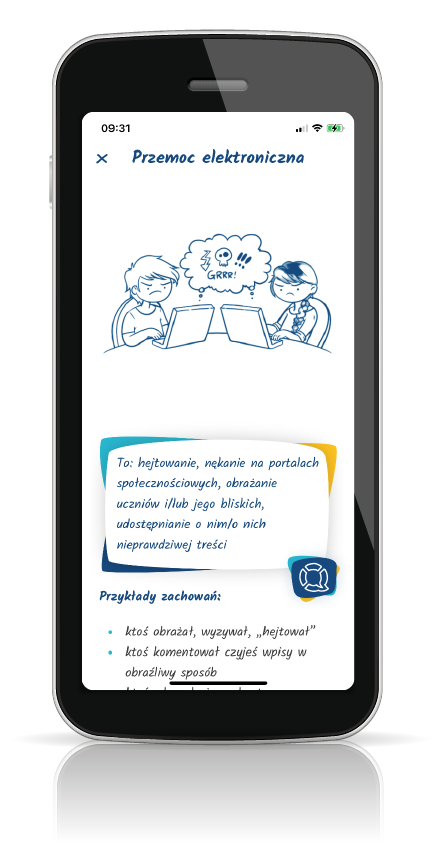 09:31
Przemoc elektroniczna
!!!
GRRR!
To: hejtowanie, nękanie na portalach
społecznościowych, obrażanie
uczniów i/lub jego bliskich,
udostępnianie o nim/o nich
nieprawdziwej treści
Przykłady zachowań:
• ktoś obrażał, wyzywał, „hejtował”
• ktoś komentował czyjeś wpisy w
obraźliwy sposób